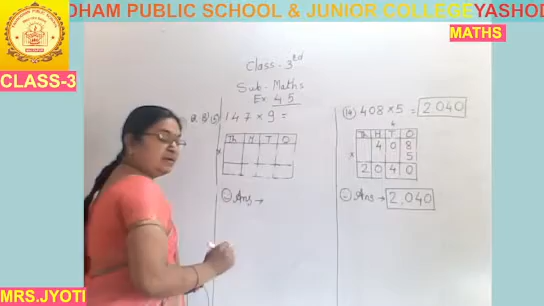 DHAM PUBLIC SCHOOL & JUNIOR COLLEGE YASHOD
MATHS
CLASS-3
Class-3rd
Sub-Maths
Ex 45
147 × 9 =
Th H T O
×
Ans →
408 × 5 = 2,040
4
Th H T O
4 0 8
× 5
2 0 4 0
Ans → 2,040
MRS.JYOTI